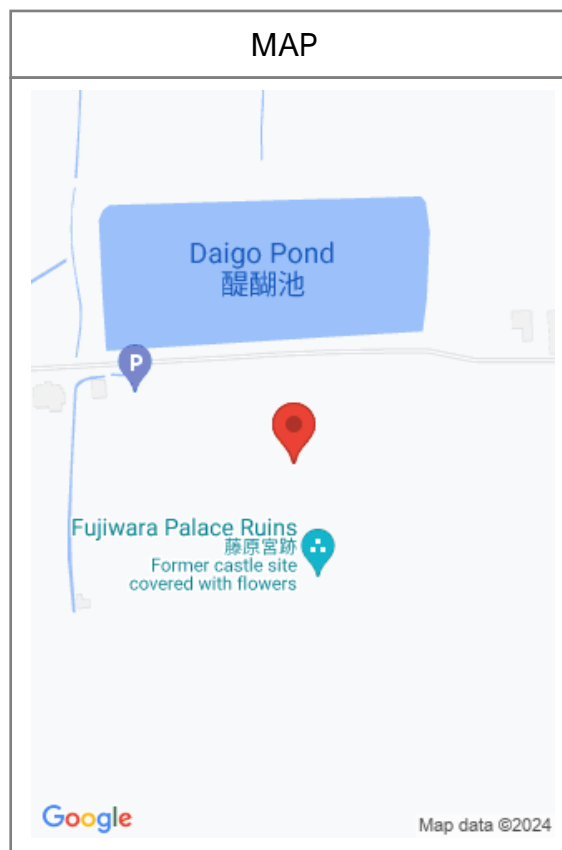 MAP
Daigo Pond
醍醐池
P
Fujiwara Palace Ruins
藤原宮跡
Former castle site
covered with flowers
Google
Map data ©2024